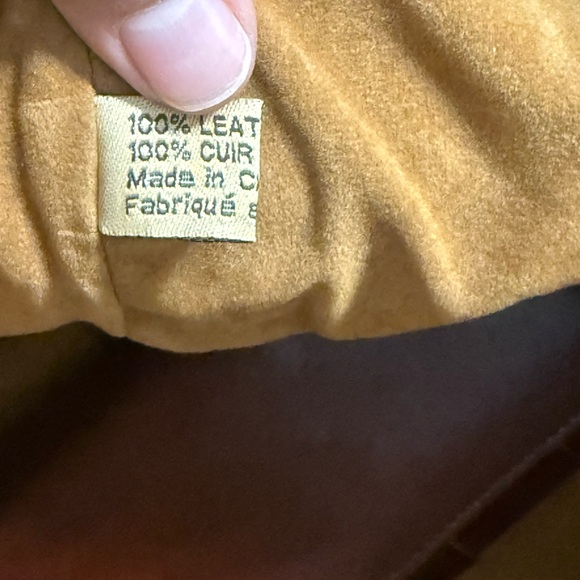 100% LEAT
100% CUIR
Made in C
Fabriqué